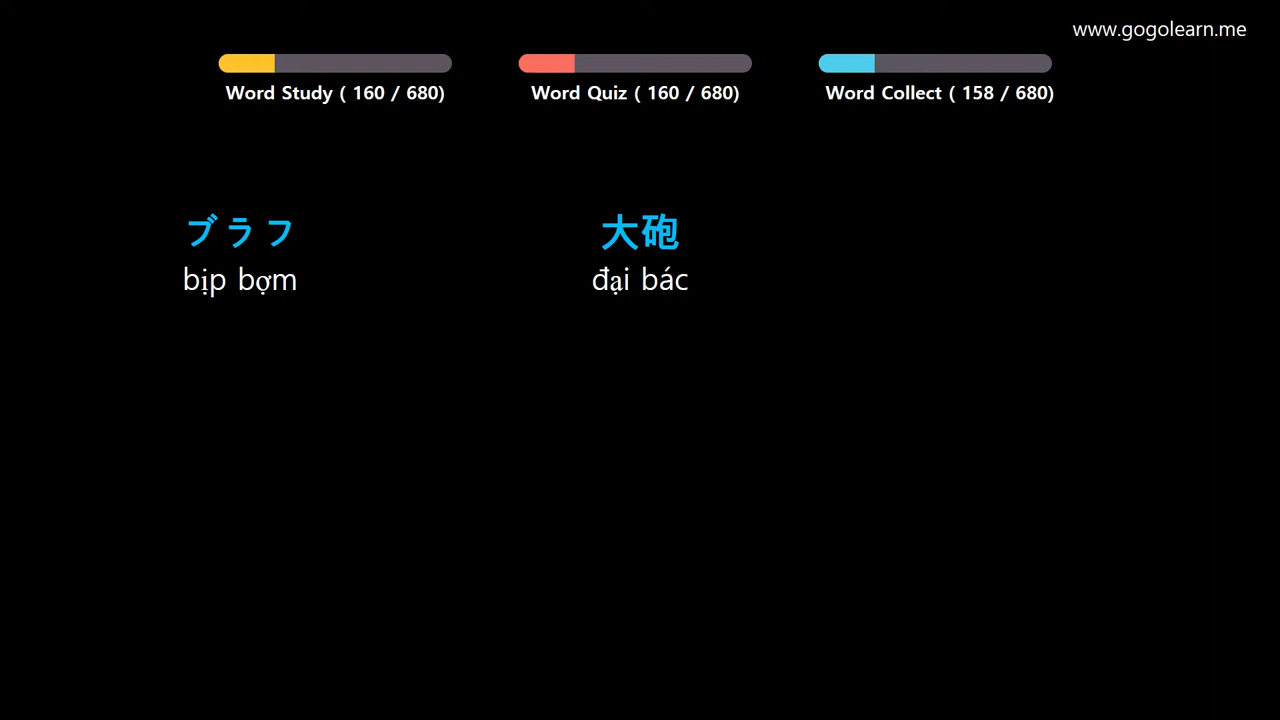 www.gogolearn.me
Word Study ( 160 / 680)
Word Quiz ( 160 / 680)
Word Collect ( 158 / 680)
ブラフ
bịp bợm
大砲
đại bác